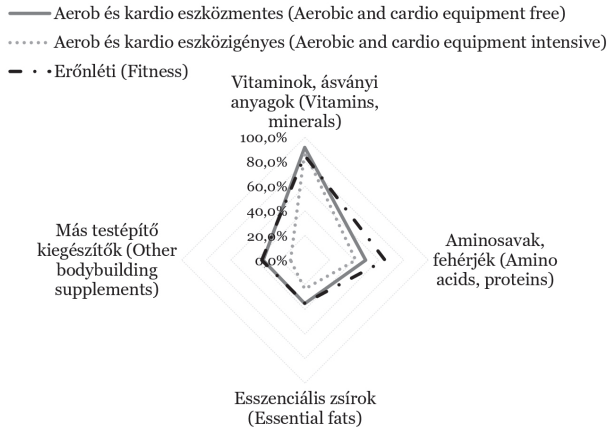 Aerob és kardio eszközmentes (Aerobic and cardio equipment free)
Aerob és kardio eszközigényes (Aerobic and cardio equipment intensive)
Erőnléti (Fitness)
Vitaminok, ásványi
anyagok (Vitamins,
minerals)
100,0%
80,0%
60,0%
40,0%
20,0%
0,0%
Más testépítő
kiegészítők (Other
bodybuilding
supplements)
Aminosavak,
fehérjék (Amino
acids, proteins)
Esszenciális zsírok
(Essential fats)